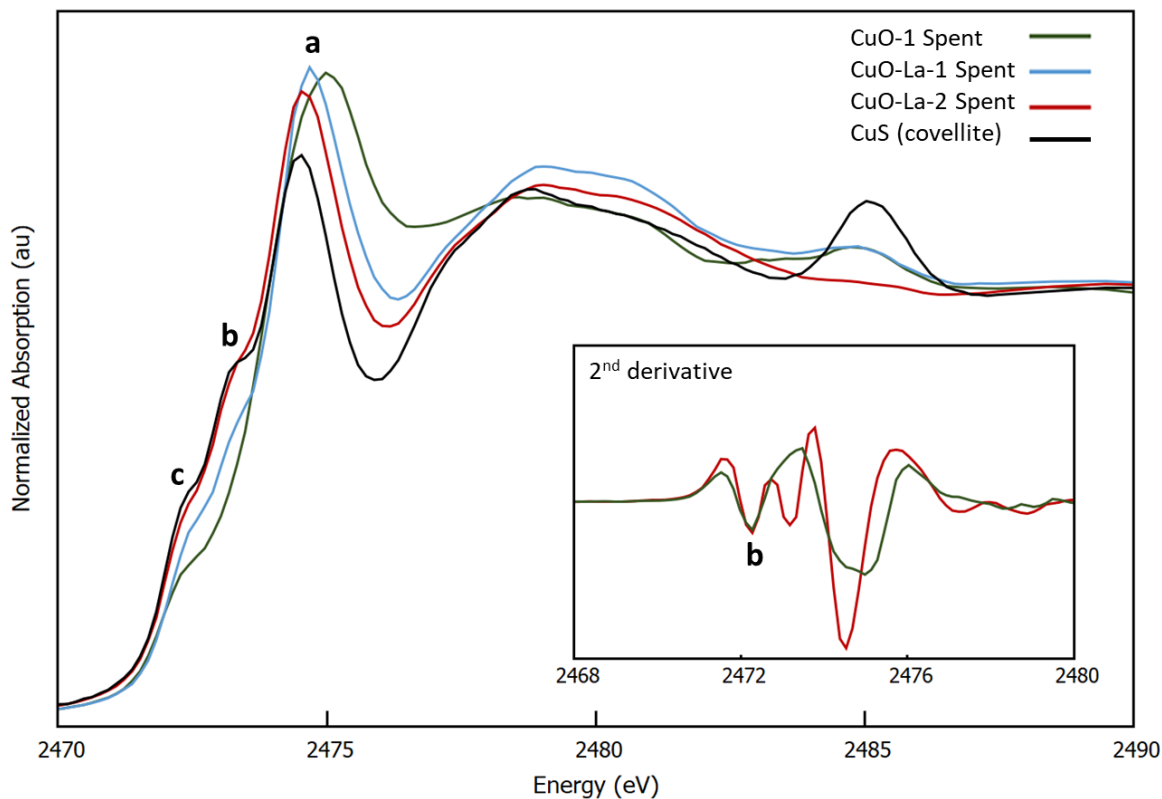 a
CuO-1 Spent
CuO-La-1 Spent
CuO-La-2 Spent
CuS (covellite)
b
c
Normalized Absorption (au)
2nd derivative
b
2468 2472 2476 2480
2470 2475 2480 2485 2490
Energy (eV)